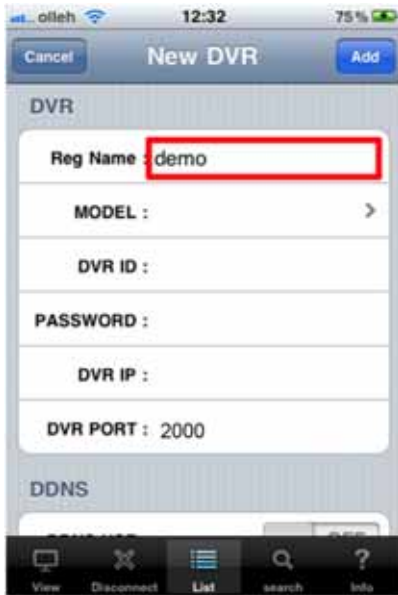 olleh 12:32 75%
Cancel New DVR Add
DVR
Reg Name : demo
MODEL :
DVR ID :
PASSWORD :
DVR IP :
DVR PORT : 2000
DDNS
View Disconnect List search Info